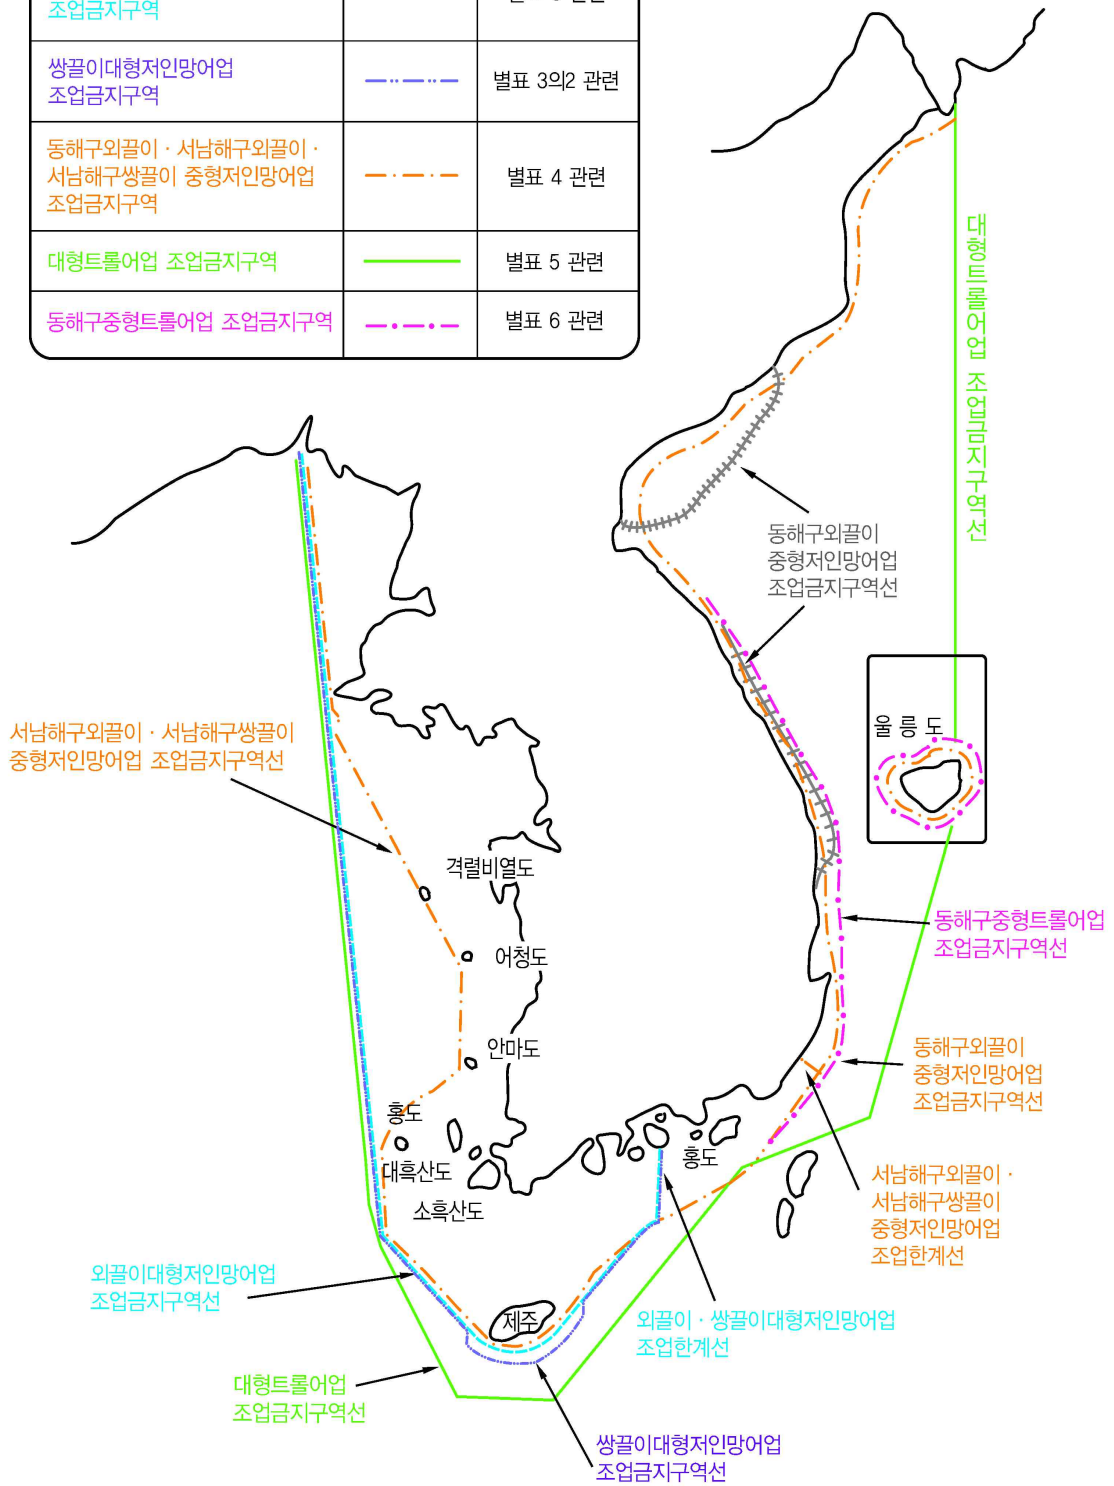 조업금지구역
쌍끌이대형저인망어업
조업금지구역
별표 3의2 관련
동해구외끌이 · 서남해구외끌이 ·
서남해구쌍끌이 중형저인망어업
조업금지구역
별표 4 관련
대형트롤어업 조업금지구역
별표 5 관련
동해구중형트롤어업 조업금지구역
별표 6 관련
대형트롤어업 조업금지구역선
동해구외끌이
중형저인망어업
조업금지구역선
울릉도
서남해구외끌이 · 서남해구쌍끌이
중형저인망어업 조업금지구역선
격렬비열도
어청도
안마도
홍도
대흑산도
소흑산도
홍도
제주
동해구중형트롤어업
조업금지구역선
동해구외끌이
중형저인망어업
조업금지구역선
서남해구외끌이 ·
서남해구쌍끌이
중형저인망어업
조업한계선
외끌이대형저인망어업
조업금지구역선
외끌이 · 쌍끌이대형저인망어업
조업한계선
대형트롤어업
조업금지구역선
쌍끌이대형저인망어업
조업금지구역선